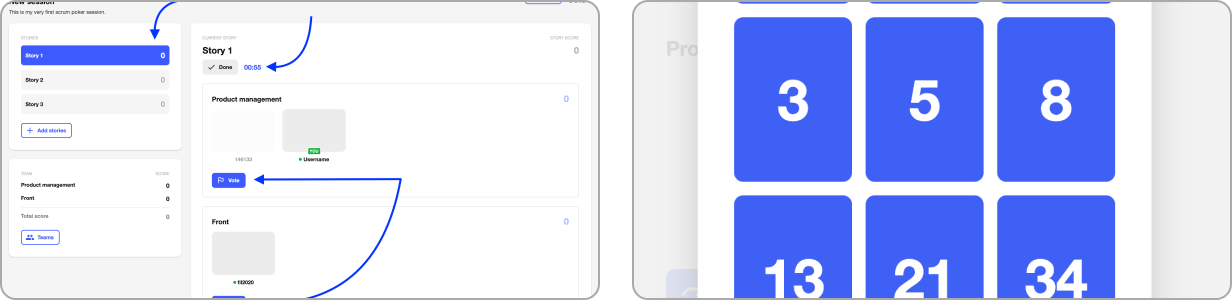 New session
This is my very first scrum poker session.
STORIES
Story 1 0
Story 2 0
Story 3 0
Add stories
TEAM SCORE
Product management 0
Front 0
Total score 0
Teams
CURRENT STORY STORY SCORE
Story 1 0
Done 00:55
Product management 0
YOU
146133 Username
Vote
Front 0
fil2020
Pro
3 5 8
13 21 34